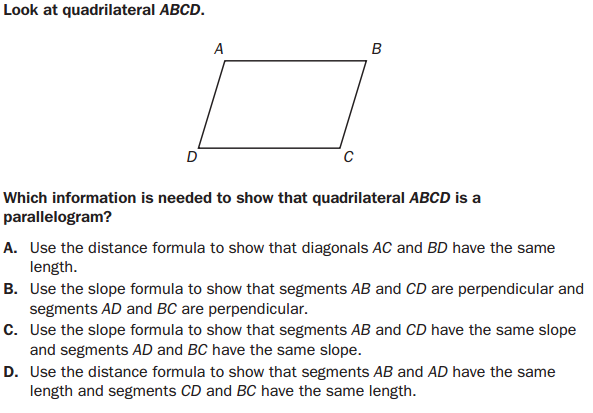 Look at quadrilateral ABCD.
A
B
D
C
Which information is needed to show that quadrilateral ABCD is a
parallelogram?
A. Use the distance formula to show that diagonals AC and BD have the same
length.
B. Use the slope formula to show that segments AB and CD are perpendicular and
segments AD and BC are perpendicular.
C. Use the slope formula to show that segments AB and CD have the same slope
and segments AD and BC have the same slope.
D. Use the distance formula to show that segments AB and AD have the same
length and segments CD and BC have the same length.